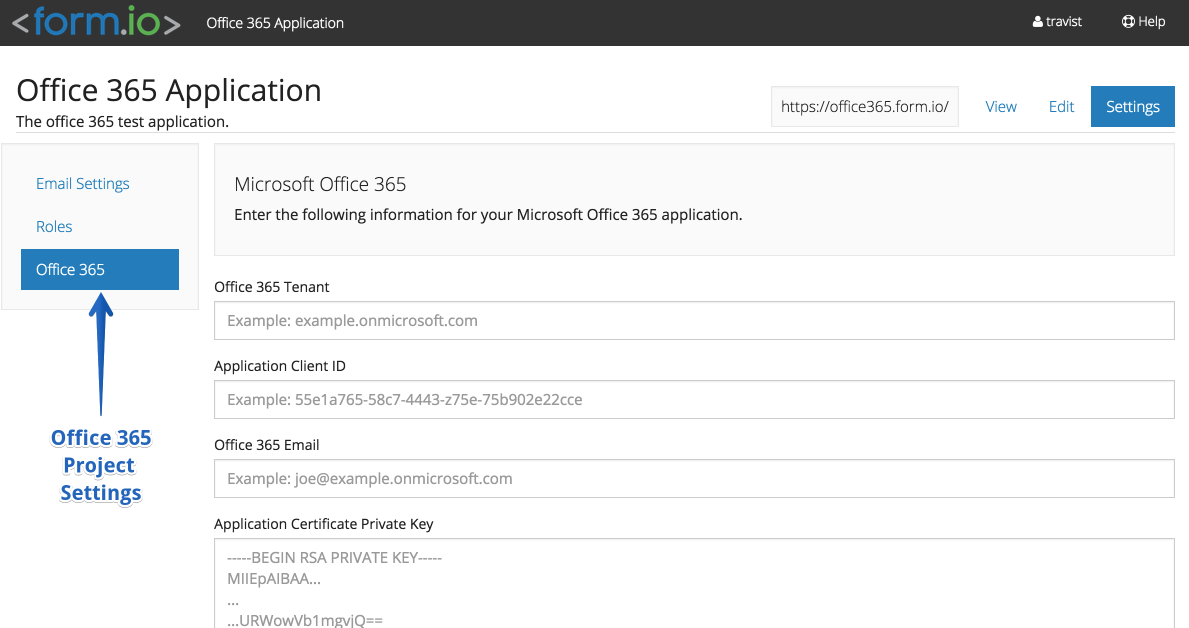 <form.io>
Office 365 Application
travist
Help
Office 365 Application
The office 365 test application.
https://office365.form.io/
View
Edit
Settings
Email Settings
Roles
Office 365
Office 365
Project
Settings
Microsoft Office 365
Enter the following information for your Microsoft Office 365 application.
Office 365 Tenant
Example: example.onmicrosoft.com
Application Client ID
Example: 55e1a765-58c7-4443-z75e-75b902e22cce
Office 365 Email
Example: joe@example.onmicrosoft.com
Application Certificate Private Key
-----BEGIN RSA PRIVATE KEY-----
MIIEpAIBAA...
...
...URWowVb1mgvjQ==